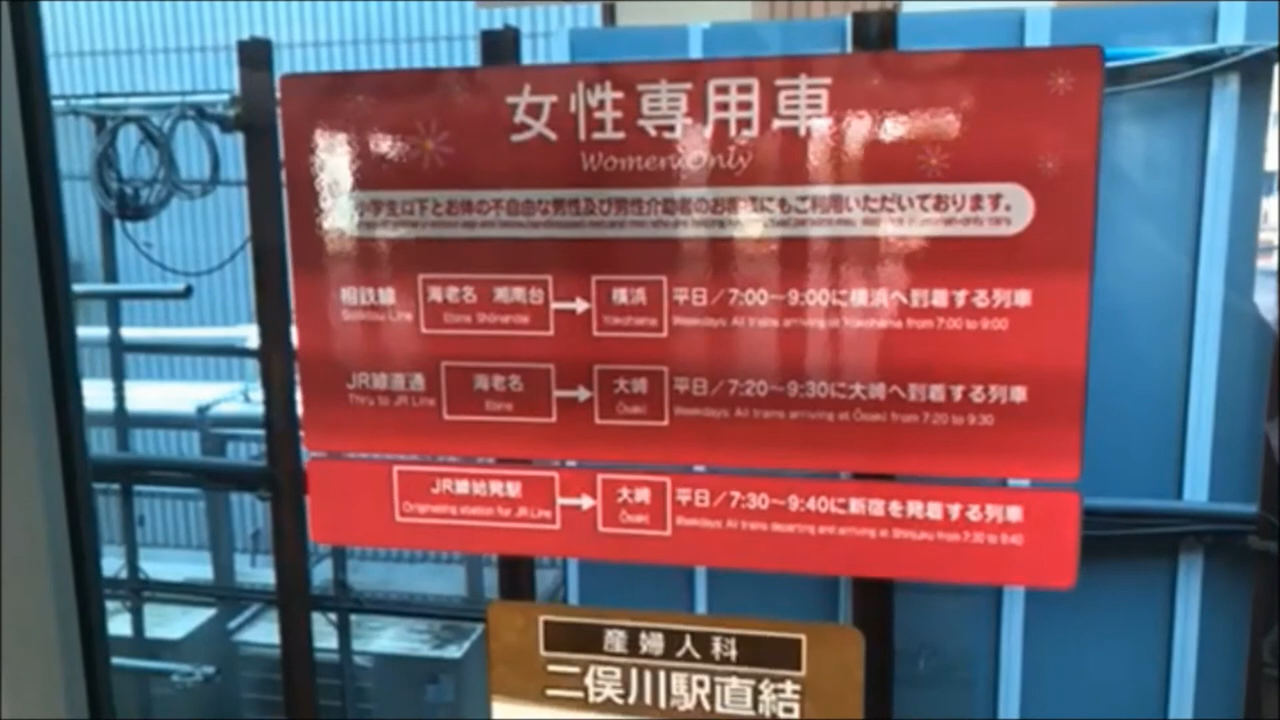 女性専用車
Women Only
小学生以下とお体の不自由な男性及び男性介助者のお客様にもご利用いただいております。
相鉄線 海老名 湘南台 → 横浜 平日/7:00~9:00に横浜へ到着する列車
Sotetsu Line Ebina Shōnandai Yokohama Weekdays: All trains arriving at Yokohama from 7:00 to 9:00
JR線直通 海老名 → 大崎 平日/7:20~9:30に大崎へ到着する列車
Thru to JR Line Ebina Ōsaki Weekdays: All trains arriving at Ōsaki from 7:20 to 9:30
JR線始発駅 → 大崎 平日/7:30~9:40に新宿を発着する列車
Originating station for JR Line Ōsaki Weekdays: All trains departing and arriving at Shinjuku from 7:30 to 9:40
産婦人科
二俣川駅直結